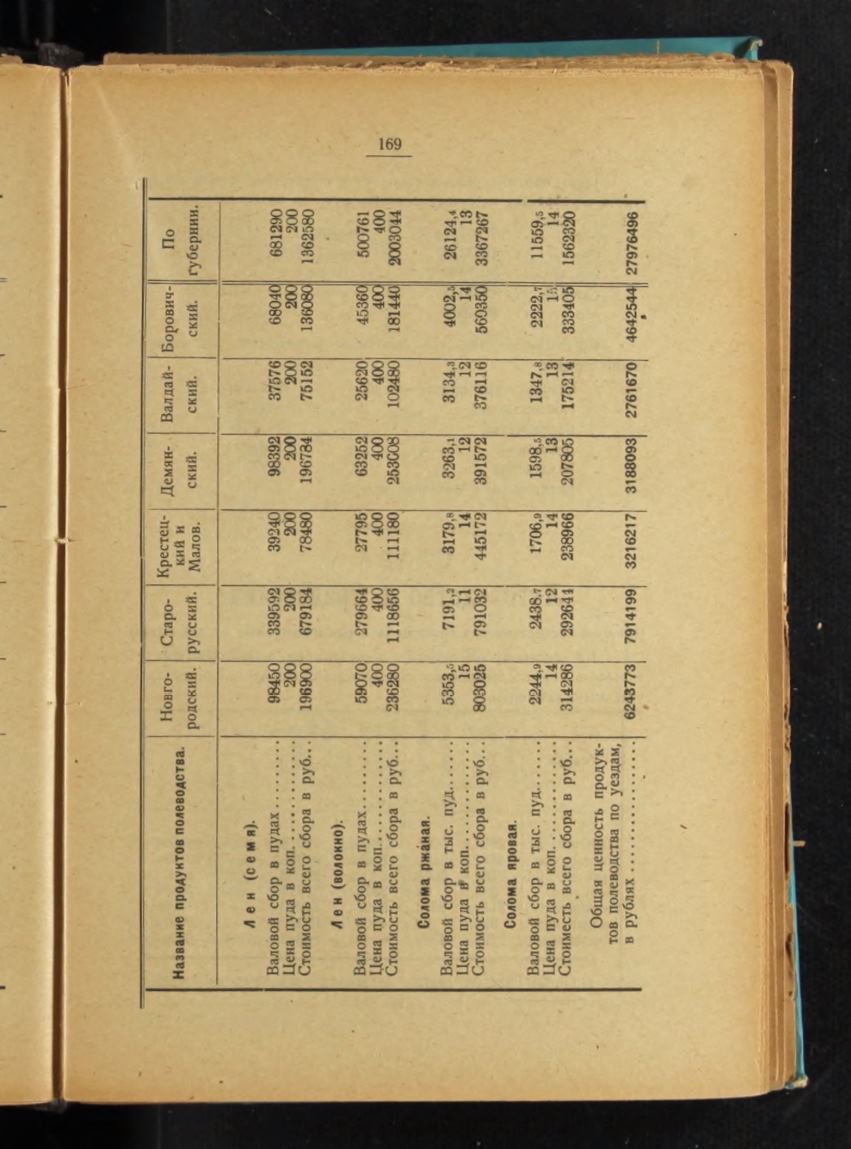 169
Название продуктов полеводства. Новго-родский. Старо-русский. Крестец-кий и Малов. Демян-ский. Валдай-ский. Борович-ский. По губернии.
Лен (семя).
Валовой сбор в пудах .......... 98450 339592 39240 98392 37576 68040 681290
Цена пуда в коп. ............. 200 200 200 200 200 200 200
Стоимость всего сбора в руб... 196900 679184 78480 196784 75152 136080 1362580
Лен (волокно).
Валовой сбор в пудах .......... 59070 279664 27795 63252 25620 45360 500761
Цена пуда в коп. ............. 400 400 400 400 400 400 400
Стоимость всего сбора в руб... 236280 1118656 111180 253008 102480 181440 2003044
Солома ржаная.
Валовой сбор в тыс. пуд....... 5353,5 7191,2 3179,8 3263,1 3134,3 4002,5 26124,4
Цена пуда в коп. ............. 15 11 14 12 12 14 13
Стоимость всего сбора в руб... 803025 791032 445172 391572 376116 560350 3367267
Солома яровая.
Валовой сбор в тыс. пуд....... 2244,9 2438,7 1706,9 1598,5 1347,8 2222,7 11559,5
Цена пуда в коп. ............. 14 12 14 13 13 15 14
Стоиместь всего сбора в руб... 314286 292644 238966 207805 175214 333405 1562320
Общая ценность продук-
тов полеводства по уездам,
в рублях .................. 6243773 7914199 3216217 3188093 2761670 4642544 27976496